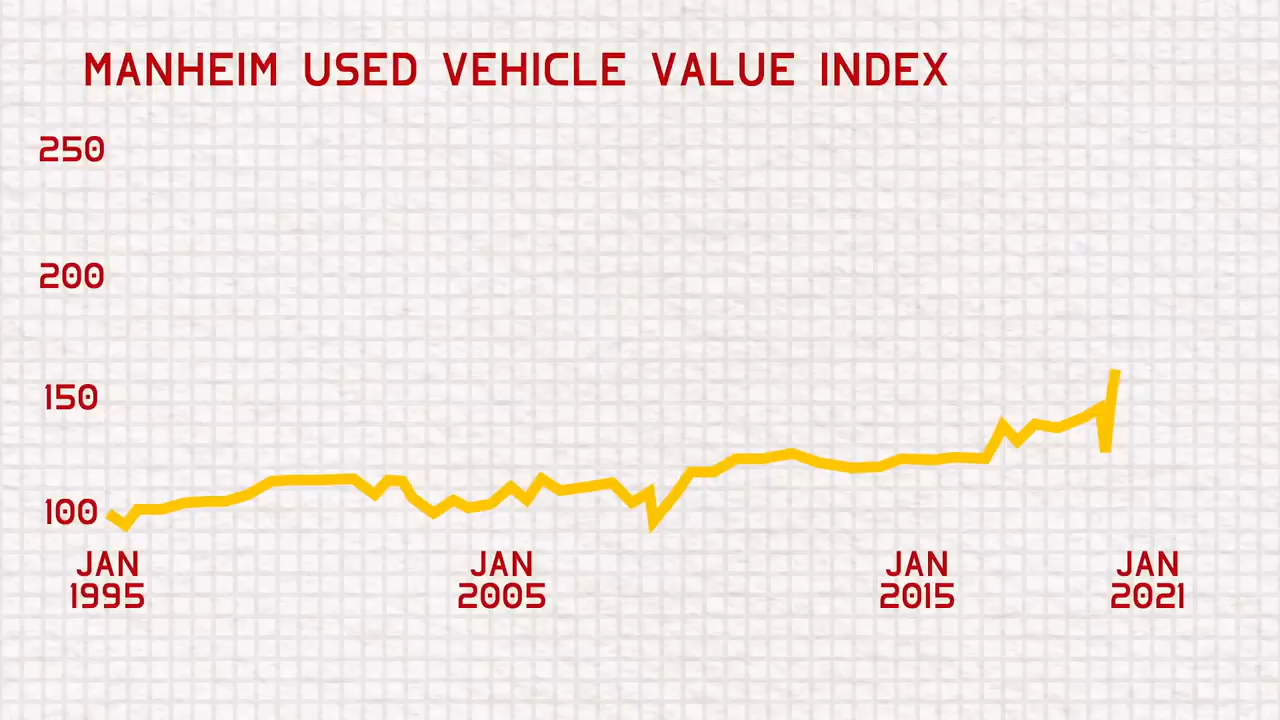 MANHEIM USED VEHICLE VALUE INDEX
250
200
150
100
JAN JAN JAN JAN
1995 2005 2015 2021